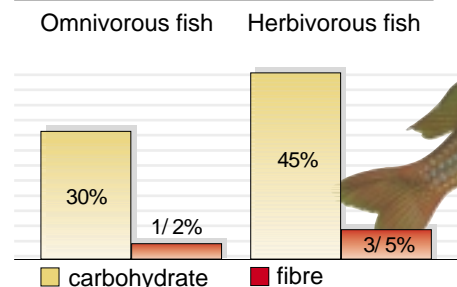 Omnivorous fish Herbivorous fish
45%
30%
1/2%
3/5%
carbohydrate fibre